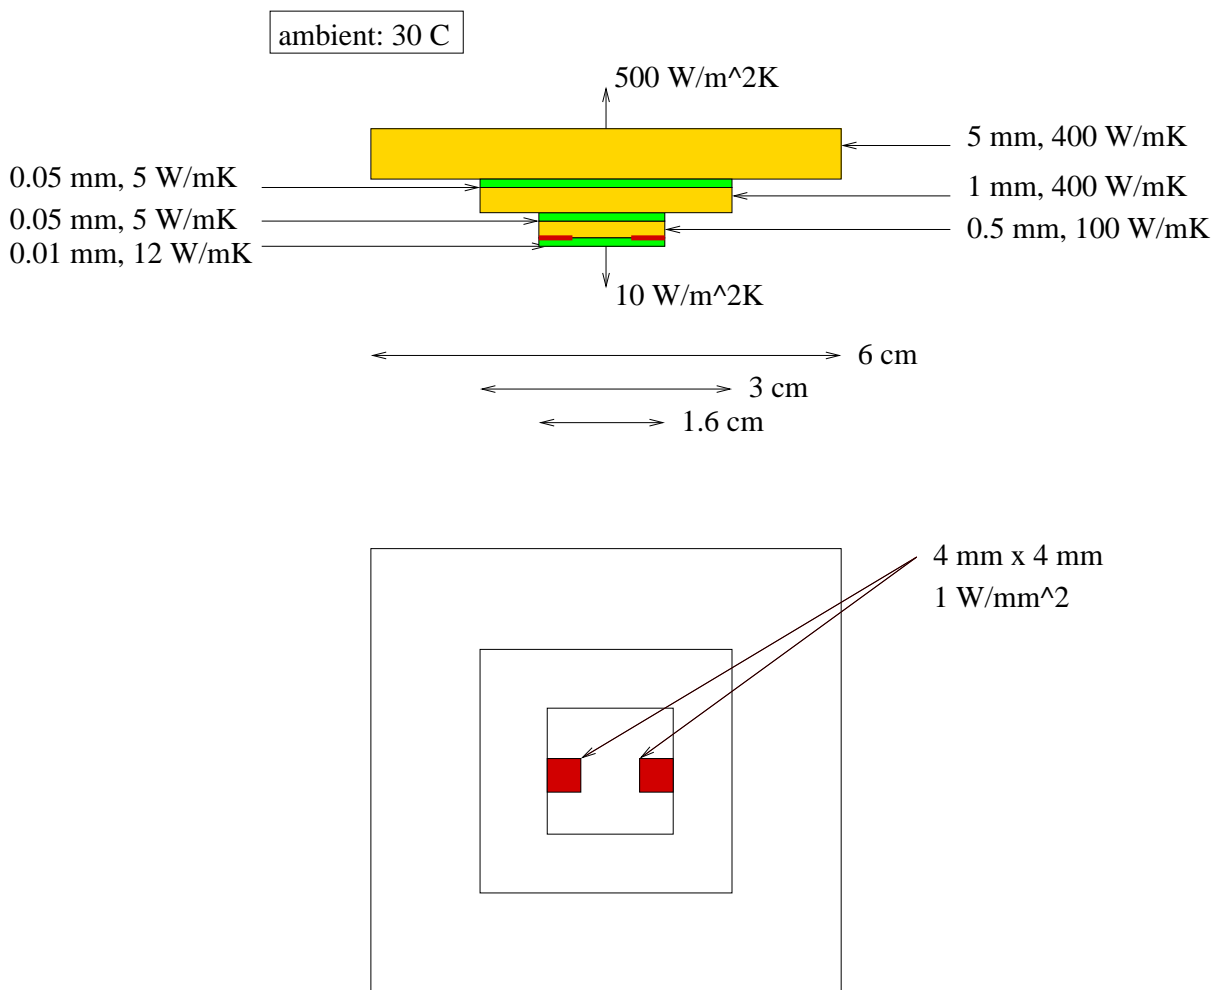 ambient: 30 C
500 W/m^2K
5 mm, 400 W/mK
0.05 mm, 5 W/mK
1 mm, 400 W/mK
0.05 mm, 5 W/mK
0.5 mm, 100 W/mK
0.01 mm, 12 W/mK
10 W/m^2K
6 cm
3 cm
1.6 cm
4 mm x 4 mm
1 W/mm^2